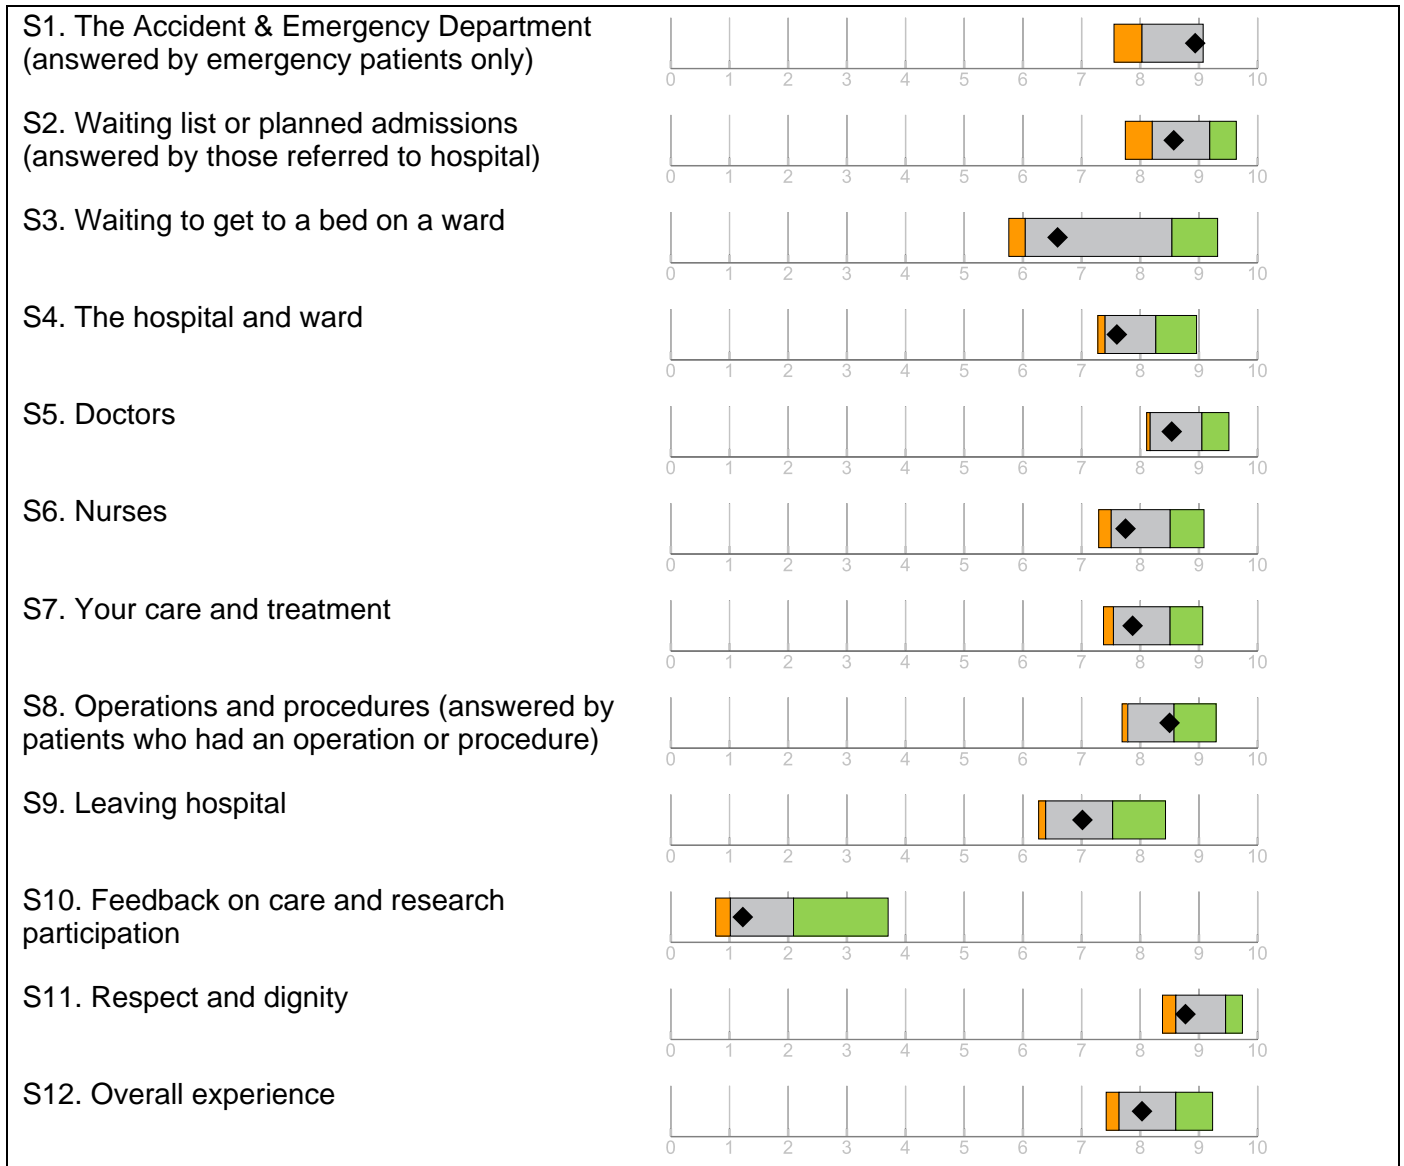 S1. The Accident & Emergency Department
(answered by emergency patients only)
0 1 2 3 4 5 6 7 8 9 10
S2. Waiting list or planned admissions
(answered by those referred to hospital)
0 1 2 3 4 5 6 7 8 9 10
S3. Waiting to get to a bed on a ward
0 1 2 3 4 5 6 7 8 9 10
S4. The hospital and ward
0 1 2 3 4 5 6 7 8 9 10
S5. Doctors
0 1 2 3 4 5 6 7 8 9 10
S6. Nurses
0 1 2 3 4 5 6 7 8 9 10
S7. Your care and treatment
0 1 2 3 4 5 6 7 8 9 10
S8. Operations and procedures (answered by
patients who had an operation or procedure)
0 1 2 3 4 5 6 7 8 9 10
S9. Leaving hospital
0 1 2 3 4 5 6 7 8 9 10
S10. Feedback on care and research
participation
0 1 2 3 4 5 6 7 8 9 10
S11. Respect and dignity
0 1 2 3 4 5 6 7 8 9 10
S12. Overall experience
0 1 2 3 4 5 6 7 8 9 10